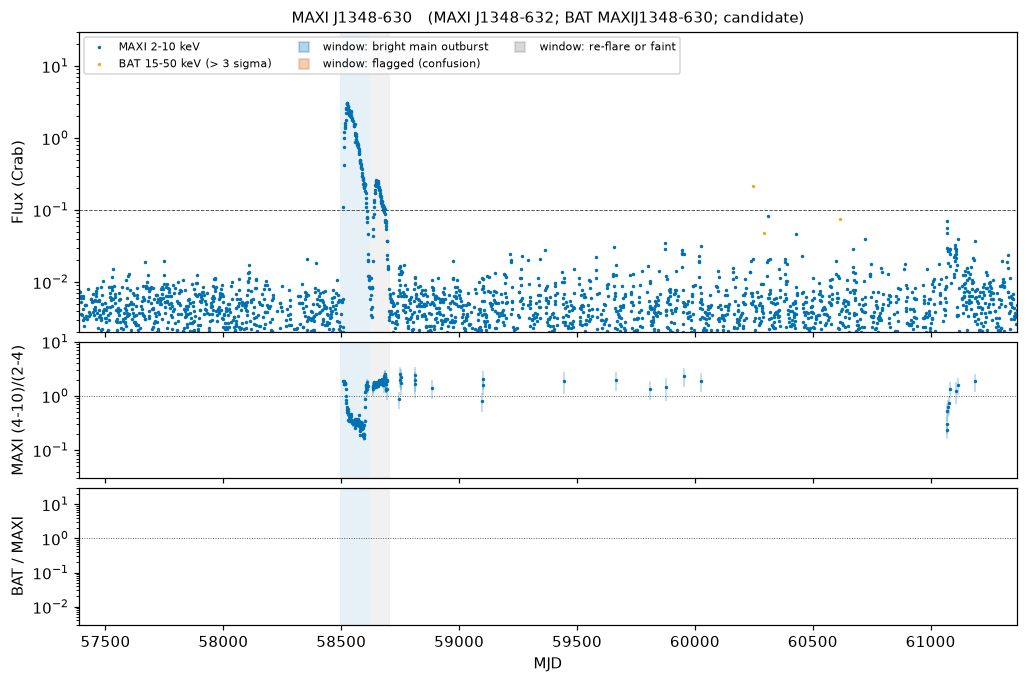 MAXI J1348-630 (MAXI J1348-632; BAT MAXIJ1348-630; candidate)
MAXI 2-10 keV
BAT 15-50 keV (> 3 sigma)
window: bright main outburst
window: flagged (confusion)
window: re-flare or faint
Flux (Crab)
10¹
10⁰
10⁻¹
10⁻²
MAXI (4-10)/(2-4)
10¹
10⁰
10⁻¹
BAT / MAXI
10¹
10⁰
10⁻¹
10⁻²
57500 58000 58500 59000 59500 60000 60500 61000
MJD